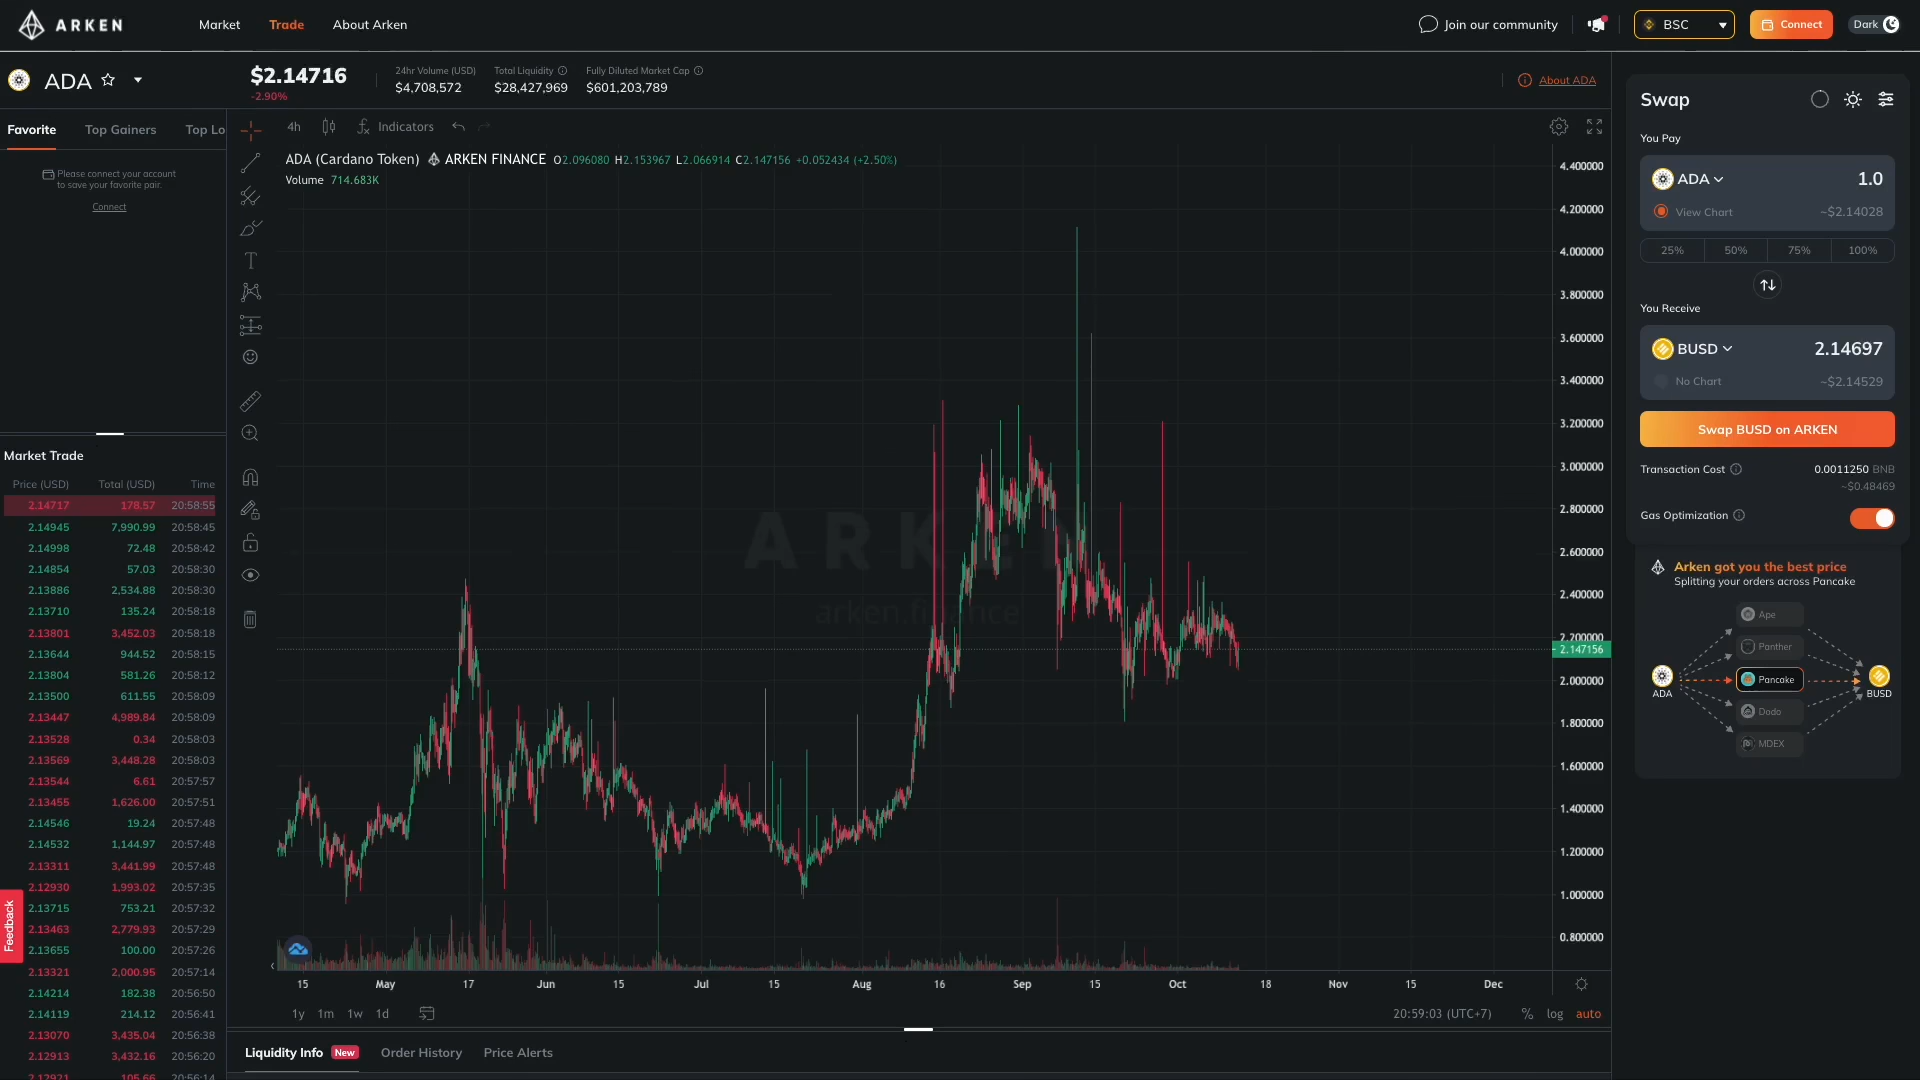 ARKEN
Market
Trade
About Arken
Join our community
BSC
Connect
Dark
ADA
$2.14716
-2.90%
24hr Volume (USD)
$4,708,572
Total Liquidity
$28,427,969
Fully Diluted Market Cap
$601,203,789
About ADA
Favorite
Top Gainers
Top Lo
Please connect your account
to save your favorite pair.
Connect
Market Trade
Price (USD) Total (USD) Time
2.14717 178.57 20:58:55
2.14945 7,990.99 20:58:45
2.14998 72.48 20:58:42
2.14854 57.03 20:58:30
2.13886 2,534.88 20:58:30
2.13710 135.24 20:58:18
2.13801 3,452.03 20:58:18
2.13644 944.52 20:58:15
2.13804 581.26 20:58:12
2.13500 611.55 20:58:09
2.13447 4,989.84 20:58:09
2.13528 0.34 20:58:03
2.13569 3,448.28 20:58:03
2.13544 6.61 20:57:57
2.13455 1,626.00 20:57:51
2.14546 19.24 20:57:48
2.14532 1,144.97 20:57:48
2.13311 3,441.99 20:57:48
2.12930 1,993.02 20:57:35
2.13715 753.21 20:57:32
2.13463 2,779.93 20:57:29
2.13655 100.00 20:57:26
2.13321 2,000.95 20:57:14
2.14214 182.38 20:56:50
2.14119 214.12 20:56:41
2.13070 3,435.04 20:56:38
2.12913 3,432.16 20:56:20
2.12921 105.66 20:56:14
Feedback
4h
Indicators
ADA (Cardano Token) ARKEN FINANCE O2.096080 H2.153967 L2.066914 C2.147156 +0.052434 (+2.50%)
Volume 714.683K
ARKEN
arken.finance
4.400000
4.200000
4.000000
3.800000
3.600000
3.400000
3.200000
3.000000
2.800000
2.600000
2.400000
2.200000
2.147156
2.000000
1.800000
1.600000
1.400000
1.200000
1.000000
0.800000
15 May 17 Jun 15 Jul 15 Aug 16 Sep 15 Oct 18 Nov 15 Dec
1y 1m 1w 1d
20:59:03 (UTC+7) % log auto
Liquidity Info New
Order History
Price Alerts
Swap
You Pay
ADA 1.0
View Chart ~$2.14028
25% 50% 75% 100%
You Receive
BUSD 2.14697
No Chart ~$2.14529
Swap BUSD on ARKEN
Transaction Cost 0.0011250 BNB
~$0.48469
Gas Optimization
Arken got you the best price
Splitting your orders across Pancake
Ape
Panther
Pancake
Dodo
MDEX
ADA
BUSD